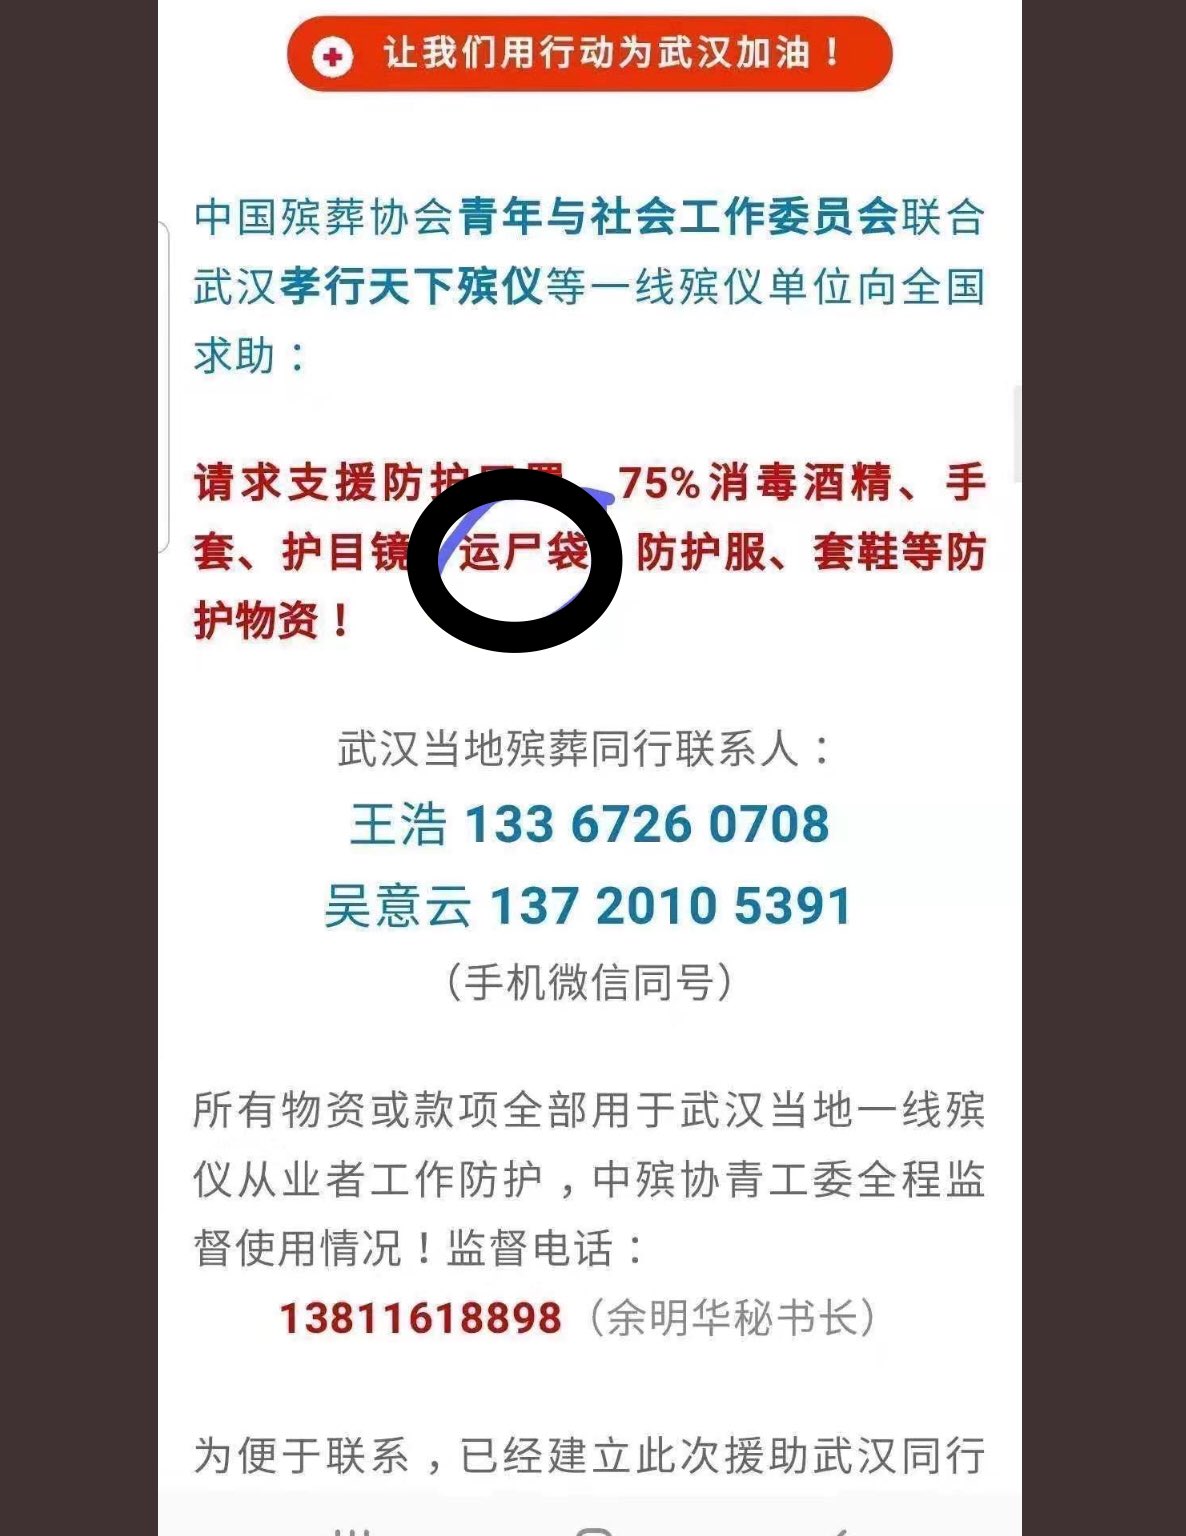 让我们用行动为武汉加油！
中国殡葬协会青年与社会工作委员会联合
武汉孝行天下殡仪等一线殡仪单位向全国
求助：
请求支援防护口罩、75%消毒酒精、手
套、护目镜 运尸袋 防护服、套鞋等防
护物资！
武汉当地殡葬同行联系人：
王浩 133 6726 0708
吴意云 137 2010 5391
（手机微信同号）
所有物资或款项全部用于武汉当地一线殡
仪从业者工作防护，中殡协青工委全程监
督使用情况！监督电话：
13811618898（余明华秘书长）
为便于联系，已经建立此次援助武汉同行